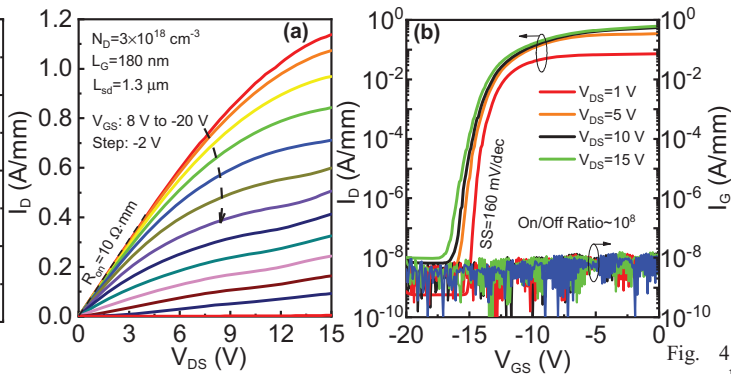 (a)
N_D=3×10^18 cm^-3
L_G=180 nm
L_sd=1.3 μm
V_GS: 8 V to -20 V
Step: -2 V
R_on=10 Ω·mm
I_D (A/mm)
1.2
1.0
0.8
0.6
0.4
0.2
0.0
0 3 6 9 12 15
V_DS (V)
(b)
V_DS=1 V
V_DS=5 V
V_DS=10 V
V_DS=15 V
SS=160 mV/dec
On/Off Ratio~10^8
I_D (A/mm)
10^0
10^-2
10^-4
10^-6
10^-8
10^-10
I_G (A/mm)
10^0
10^-2
10^-4
10^-6
10^-8
10^-10
-20 -15 -10 -5 0
V_GS (V)
Fig. 4